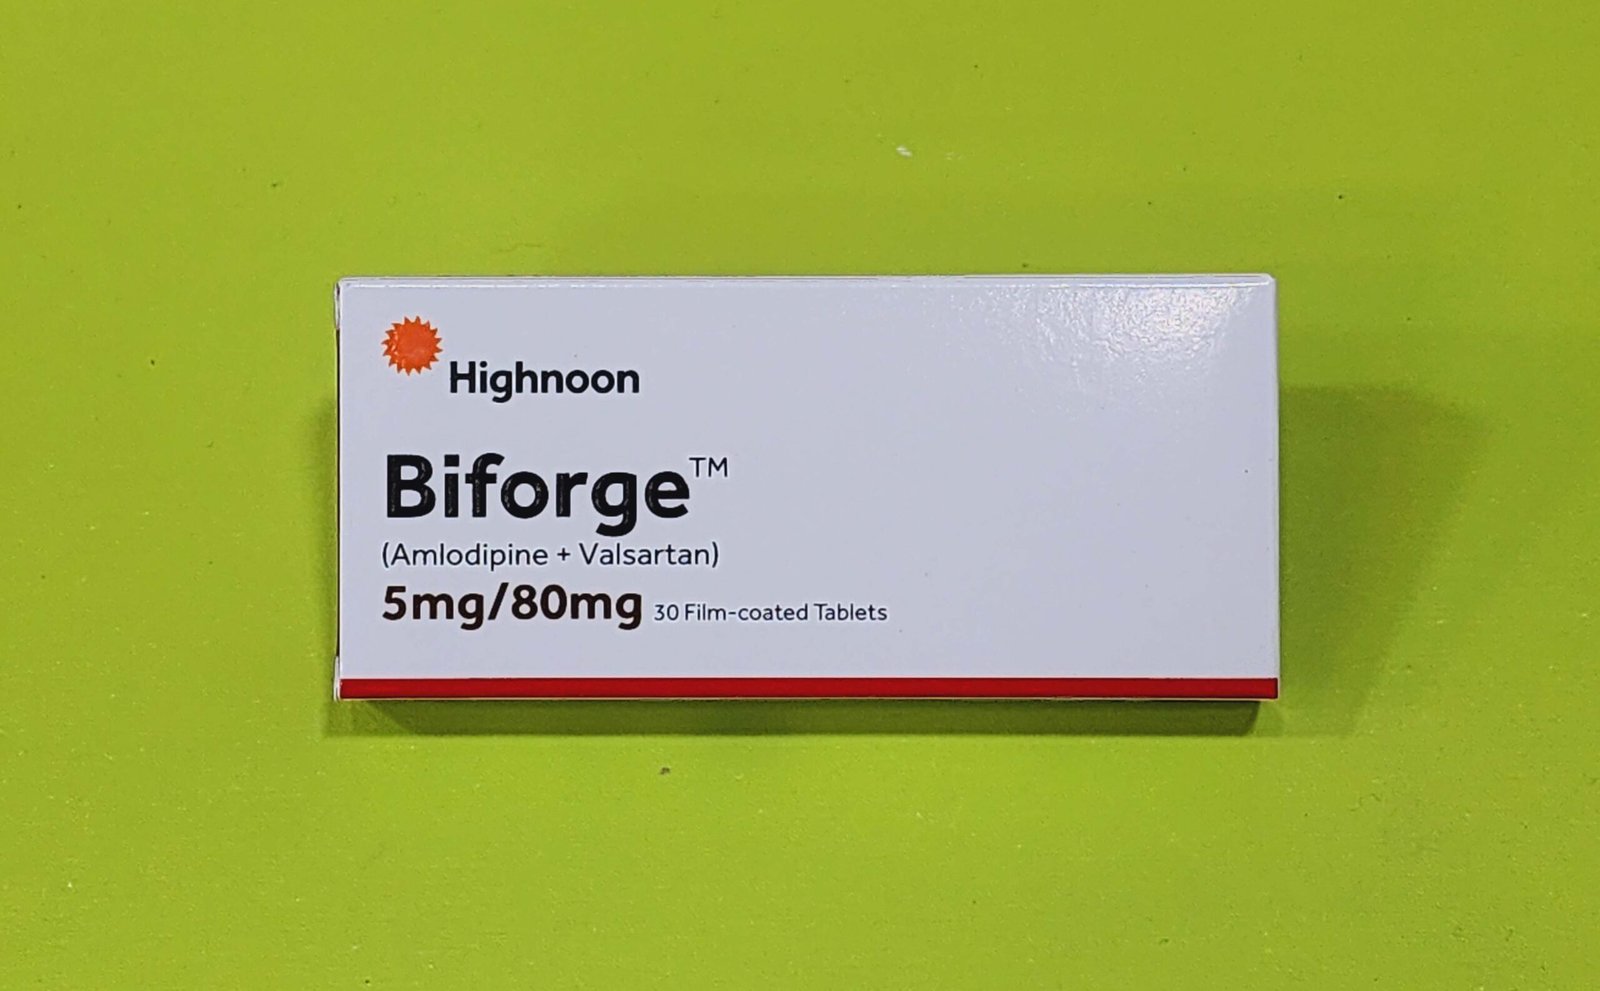 Highnoon
Biforge™
(Amlodipine + Valsartan)
5mg/80mg 30 Film-coated Tablets